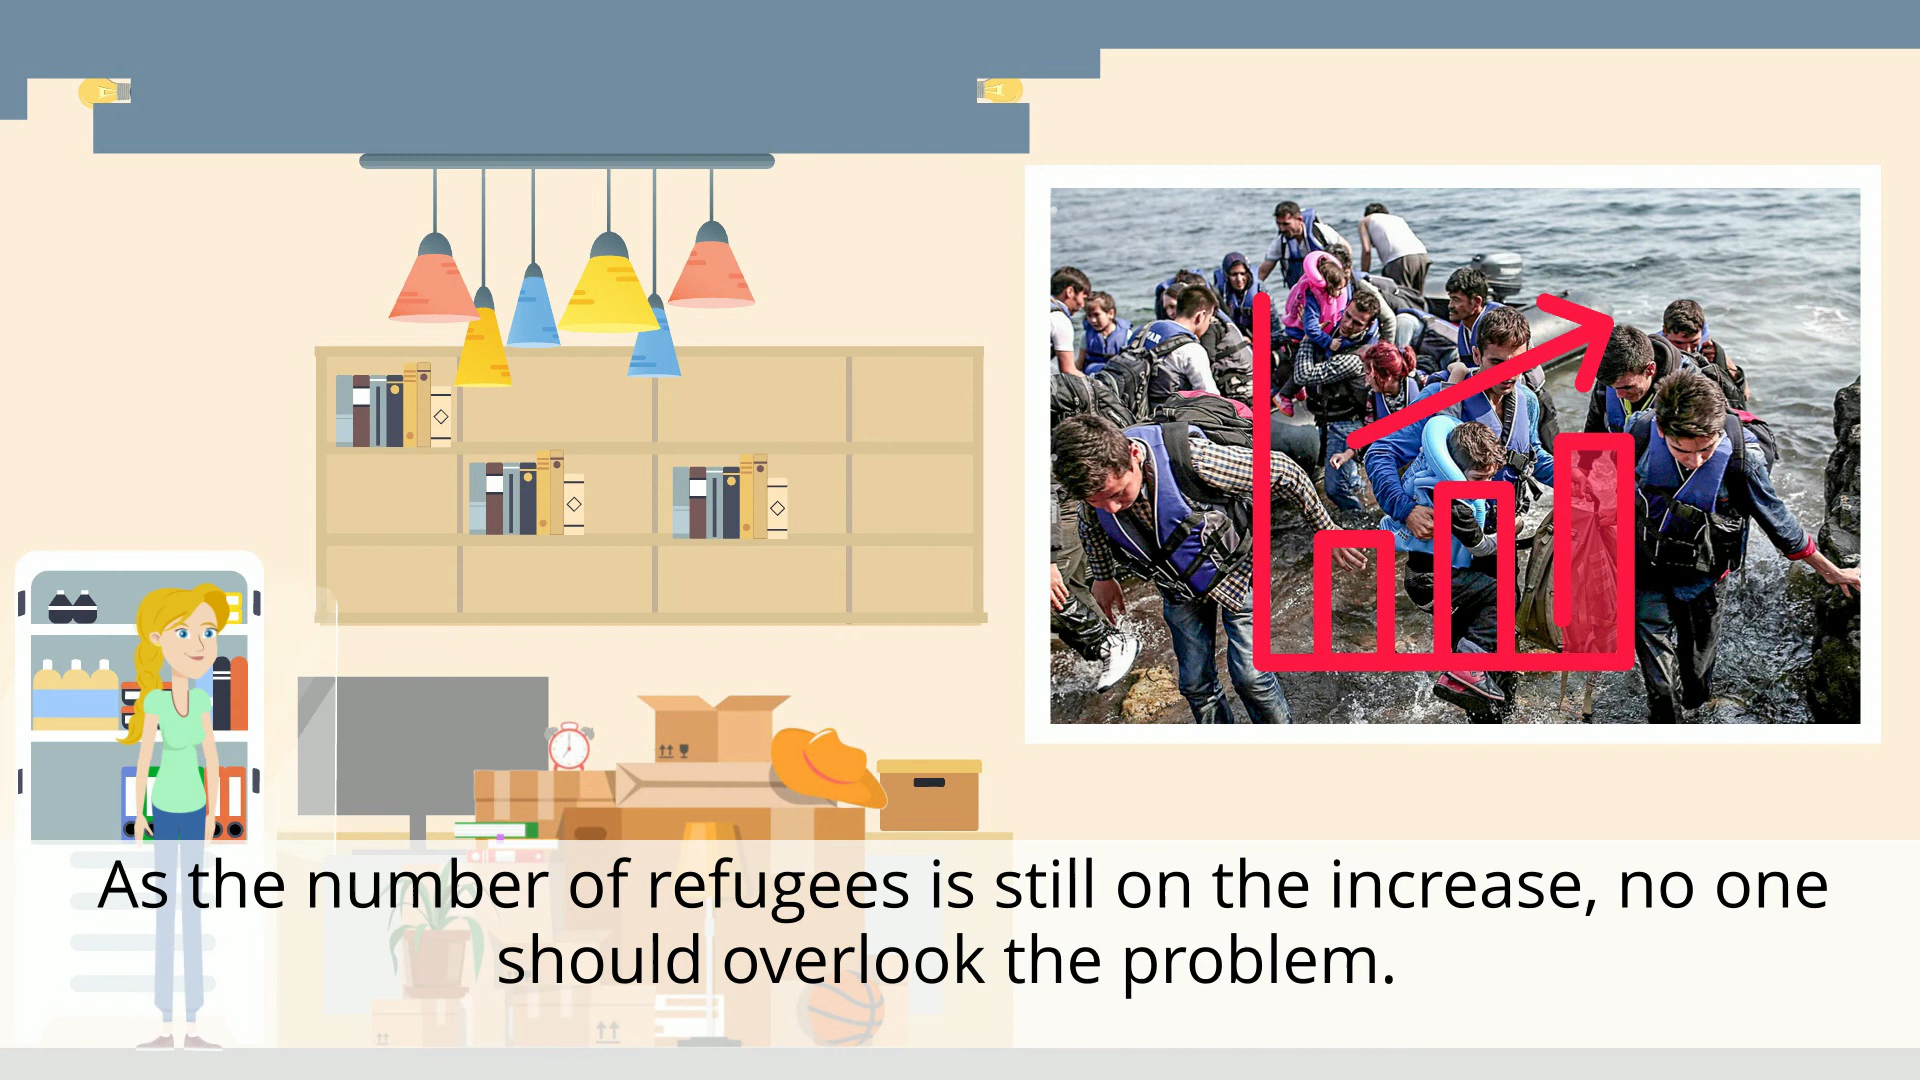 As the number of refugees is still on the increase, no one
should overlook the problem.